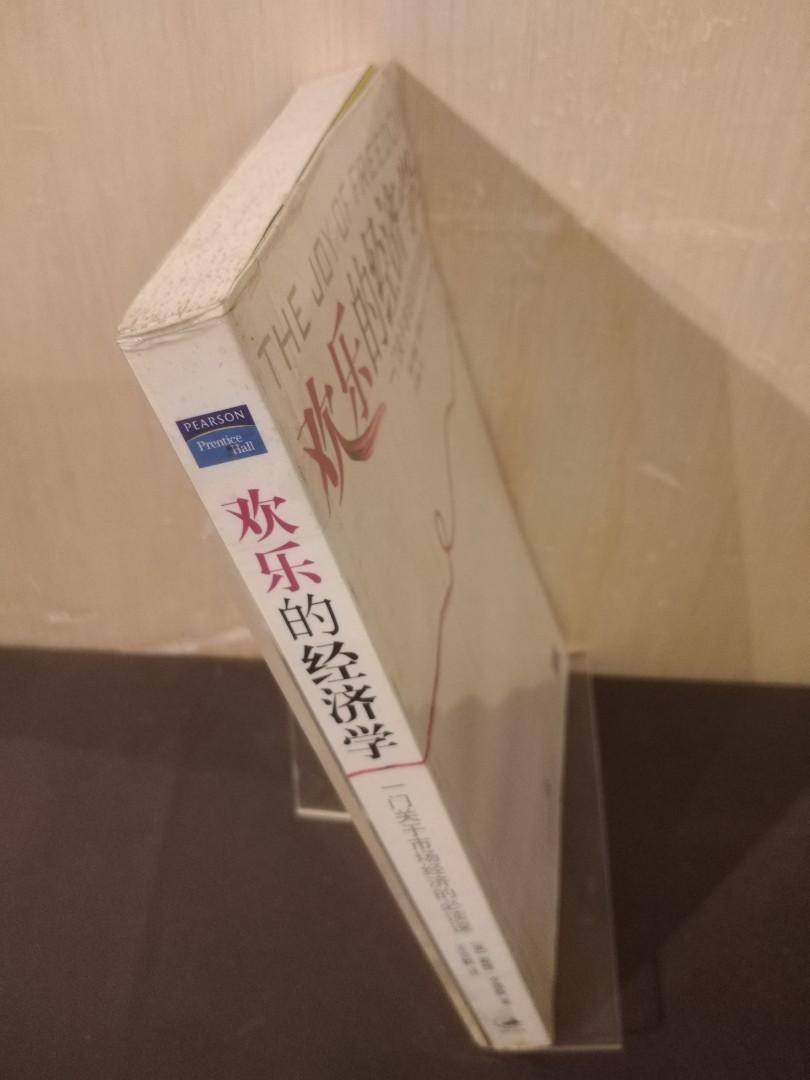 PEARSON
Prentice
Hall
欢乐的经济学
一门关于市场经济的必修课
THE JOY OF FREEDOM
欢乐的经济学